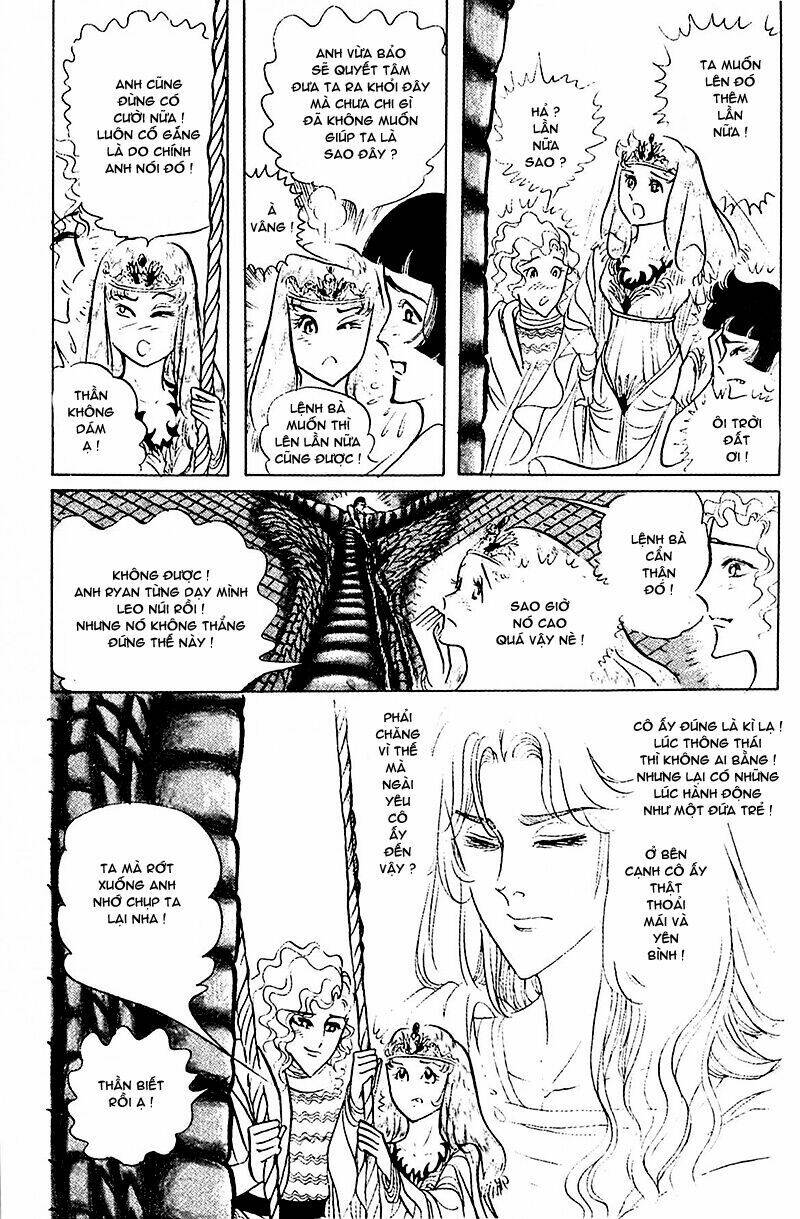 TA MUỐN
LÊN ĐÓ
THÊM
LẦN
NỮA !
HẢ ?
LẦN
NỮA
SAO ?
ÔI TRỜI
ĐẤT
ƠI !
ANH VỪA BẢO
SẼ QUYẾT TÂM
ĐƯA TA RA KHỎI ĐÂY
MÀ CHƯA CHI GÌ
ĐÃ KHÔNG MUỐN
GIÚP TA LÀ
SAO ĐÂY ?
À
VÂNG !
LỆNH BÀ
MUỐN THÌ
LÊN LẦN NỮA
CŨNG ĐƯỢC !
ANH CŨNG
ĐỪNG CÓ
CƯỜI NỮA !
LUÔN CỐ GẮNG
LÀ DO CHÍNH
ANH NÓI ĐÓ !
THẦN
KHÔNG
DÁM
Ạ !
LỆNH BÀ
CẨN
THÂN
ĐÓ !
SAO GIỜ
NÓ CAO
QUÁ VẬY NÈ !
KHÔNG ĐƯỢC !
ANH RYAN TỪNG DẠY MÌNH
LEO NÚI RỒI !
NHƯNG NÓ KHÔNG THẲNG
ĐỨNG THẾ NÀY !
CÔ ẤY ĐÚNG LÀ KÌ LẠ !
LÚC THÔNG THÁI
THÌ KHÔNG AI BẰNG !
NHƯNG LẠI CÓ NHỮNG
LÚC HÀNH ĐỘNG
NHƯ MỘT ĐỨA TRẺ !
Ở BÊN
CẠNH CÔ ẤY
THẬT
THOẢI
MÁI VÀ
YÊN
BÌNH !
PHẢI
CHĂNG
VÌ THẾ
MÀ
NGÀI
YÊU
CÔ
ẤY
ĐẾN
VẬY ?
TA MÀ RỚT
XUỐNG ANH
NHỚ CHỤP TA
LẠI NHA !
THẦN BIẾT
RỒI Ạ !